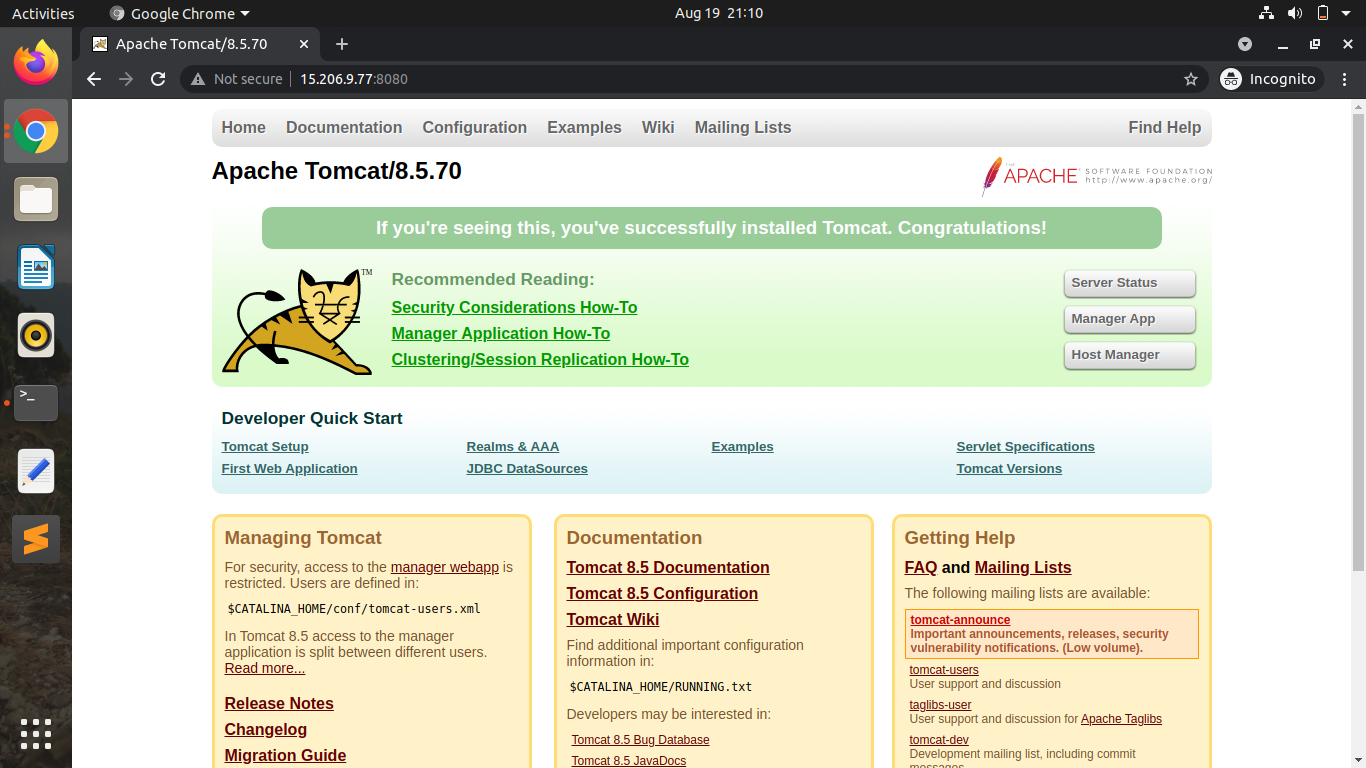 Activities
Google Chrome
Aug 19 21:10
Apache Tomcat/8.5.70
Not secure
15.206.9.77:8080
Incognito
Home
Documentation
Configuration
Examples
Wiki
Mailing Lists
Find Help
Apache Tomcat/8.5.70
THE
APACHE
SOFTWARE FOUNDATION
http://www.apache.org/
If you're seeing this, you've successfully installed Tomcat. Congratulations!
TM
Recommended Reading:
Security Considerations How-To
Manager Application How-To
Clustering/Session Replication How-To
Server Status
Manager App
Host Manager
Developer Quick Start
Tomcat Setup
First Web Application
Realms & AAA
JDBC DataSources
Examples
Servlet Specifications
Tomcat Versions
Managing Tomcat
For security, access to the manager webapp is
restricted. Users are defined in:
$CATALINA_HOME/conf/tomcat-users.xml
In Tomcat 8.5 access to the manager
application is split between different users.
Read more...
Release Notes
Changelog
Migration Guide
Documentation
Tomcat 8.5 Documentation
Tomcat 8.5 Configuration
Tomcat Wiki
Find additional important configuration
information in:
$CATALINA_HOME/RUNNING.txt
Developers may be interested in:
Tomcat 8.5 Bug Database
Tomcat 8.5 JavaDocs
Getting Help
FAQ and Mailing Lists
The following mailing lists are available:
tomcat-announce
Important announcements, releases, security
vulnerability notifications. (Low volume).
tomcat-users
User support and discussion
taglibs-user
User support and discussion for Apache Taglibs
tomcat-dev
Development mailing list, including commit
messages